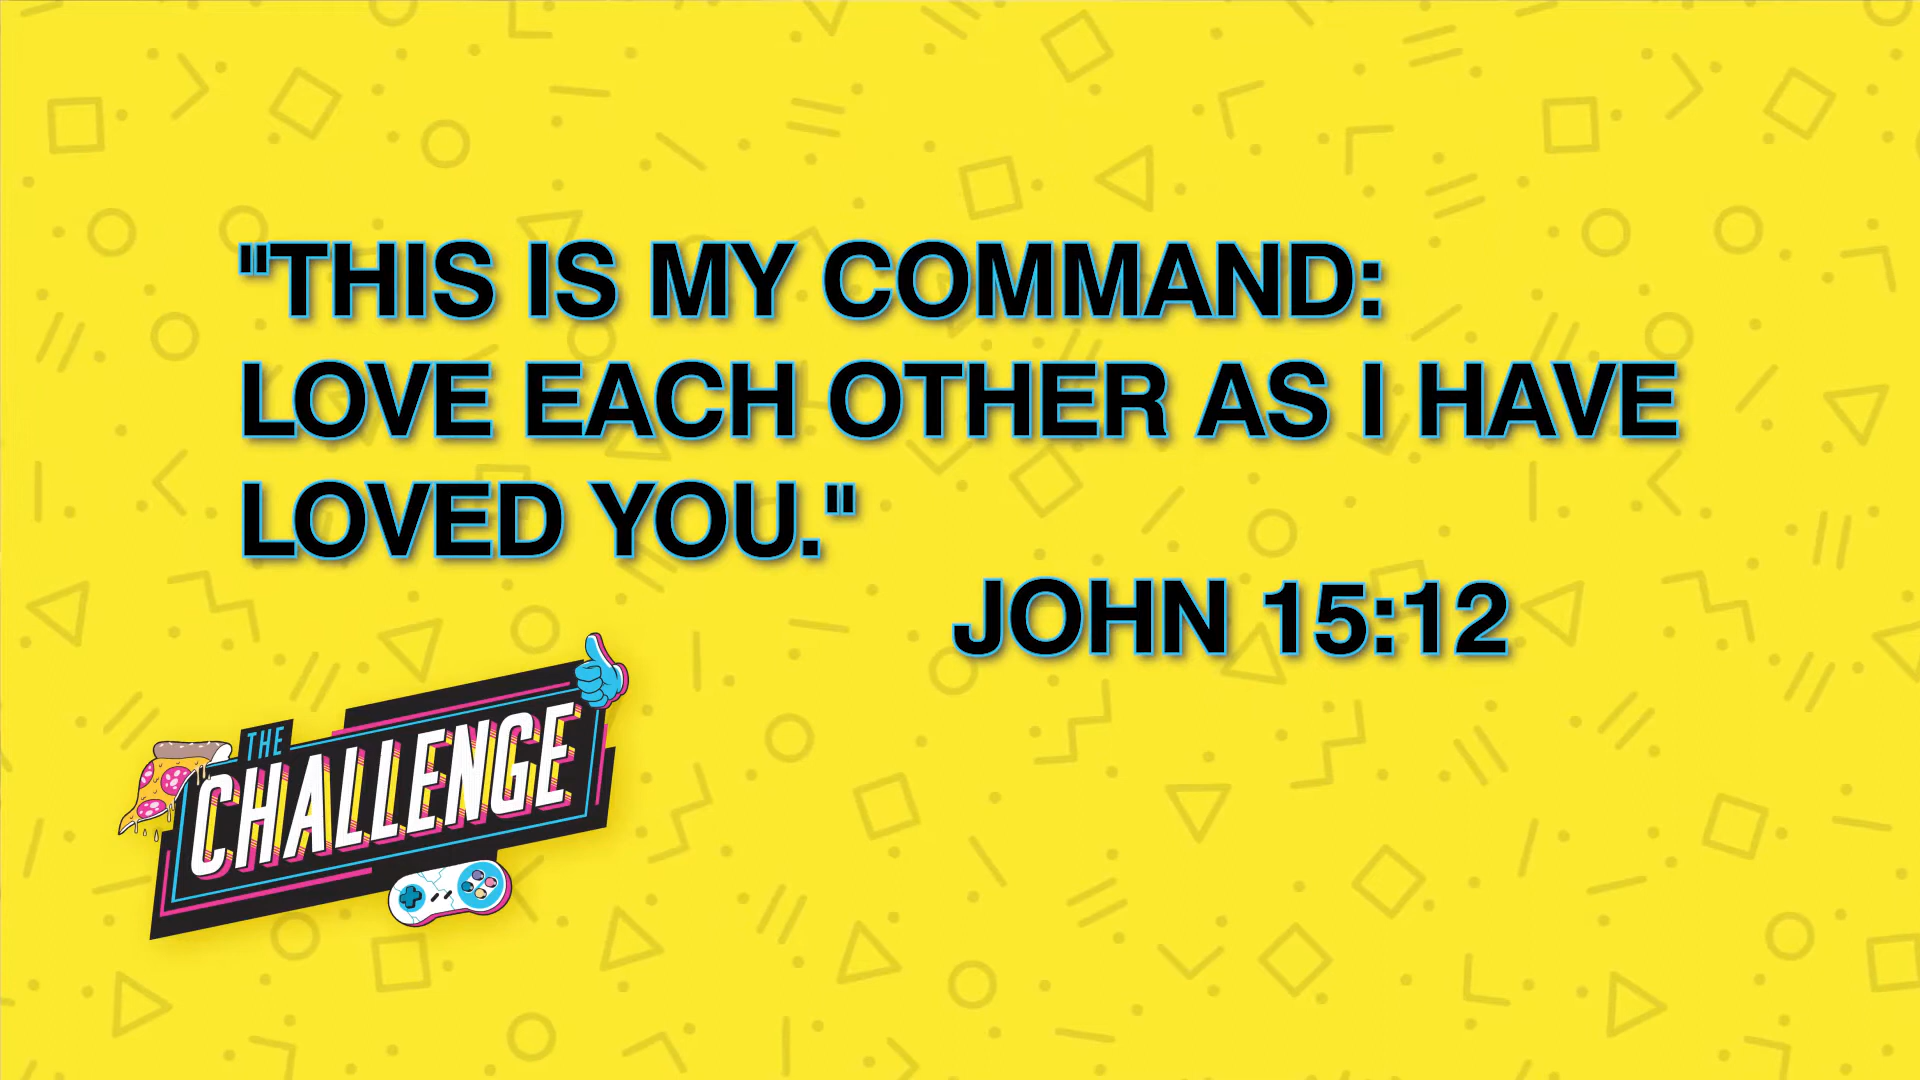 "THIS IS MY COMMAND:
LOVE EACH OTHER AS I HAVE
LOVED YOU."
JOHN 15:12
THE
CHALLENGE